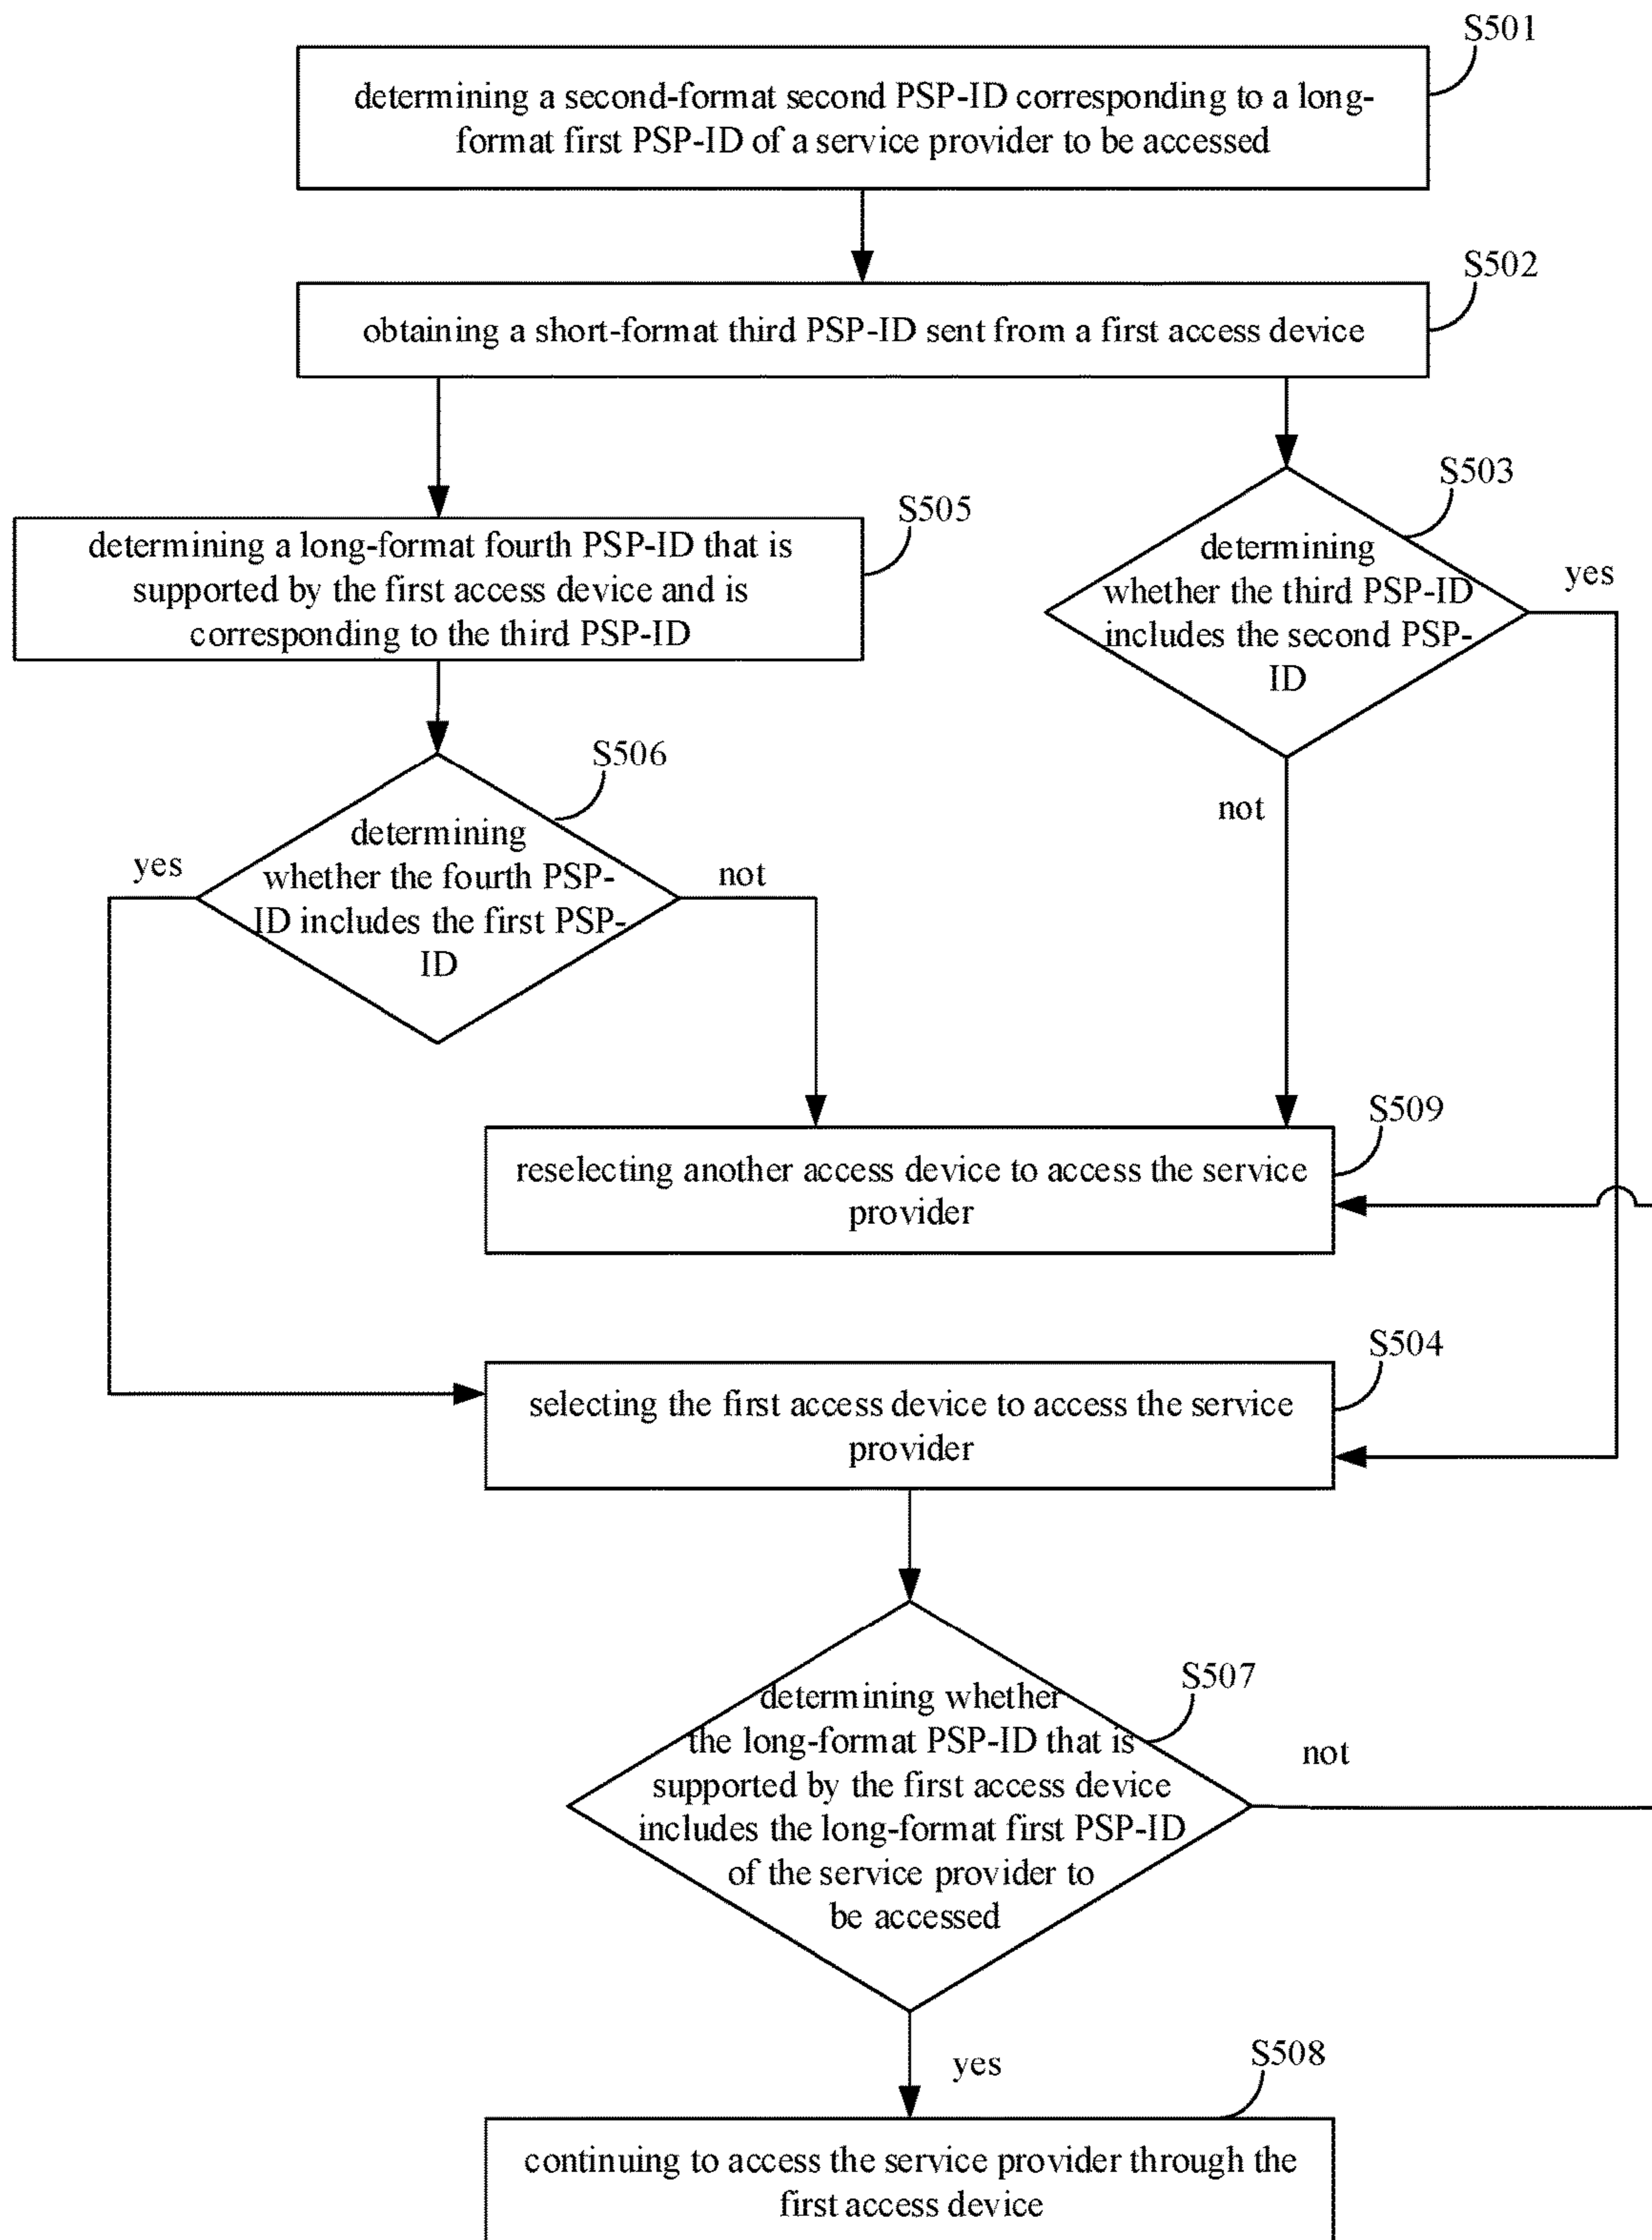 S501
determining a second-format second PSP-ID corresponding to a long-
format first PSP-ID of a service provider to be accessed
S502
obtaining a short-format third PSP-ID sent from a first access device
S503
determining
whether the third PSP-ID
includes the second PSP-
ID
yes
not
S505
determining a long-format fourth PSP-ID that is
supported by the first access device and is
corresponding to the third PSP-ID
S506
determining
whether the fourth PSP-
ID includes the first PSP-
ID
yes
not
S509
reselecting another access device to access the service
provider
S504
selecting the first access device to access the service
provider
S507
determining whether
the long-format PSP-ID that is
supported by the first access device
includes the long-format first PSP-ID
of the service provider to
be accessed
not
yes
S508
continuing to access the service provider through the
first access device